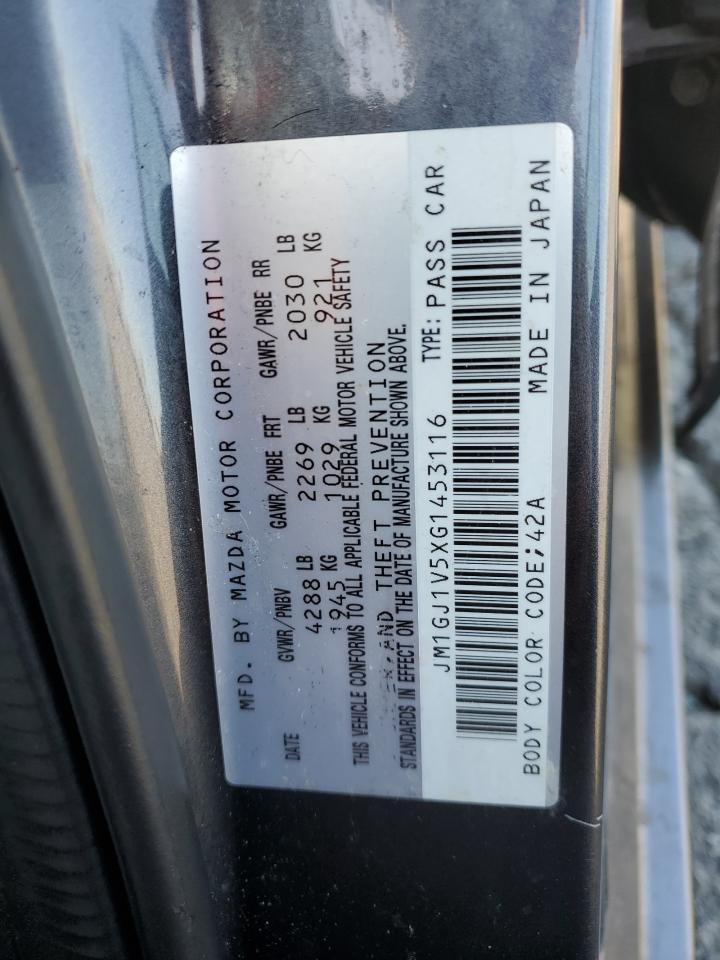 MFD. BY MAZDA MOTOR CORPORATION
GVWR/PNBV GAWR/PNBE FRT GAWR/PNBE RR
DATE 4288 LB 2269 LB 2030 LB
1945 KG 1029 KG 921 KG
THIS VEHICLE CONFORMS TO ALL APPLICABLE FEDERAL MOTOR VEHICLE SAFETY
AND THEFT PREVENTION
STANDARDS IN EFFECT ON THE DATE OF MANUFACTURE SHOWN ABOVE.
JM1GJ1V5XG1453116 TYPE: PASS CAR
BODY COLOR CODE;42A MADE IN JAPAN